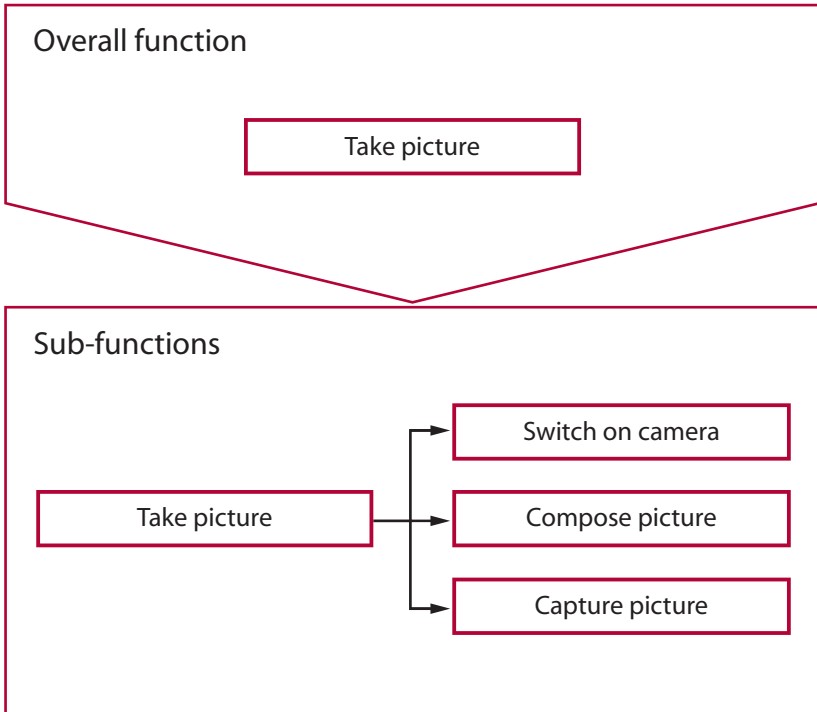 Overall function
Take picture
Sub-functions
Switch on camera
Take picture
Compose picture
Capture picture